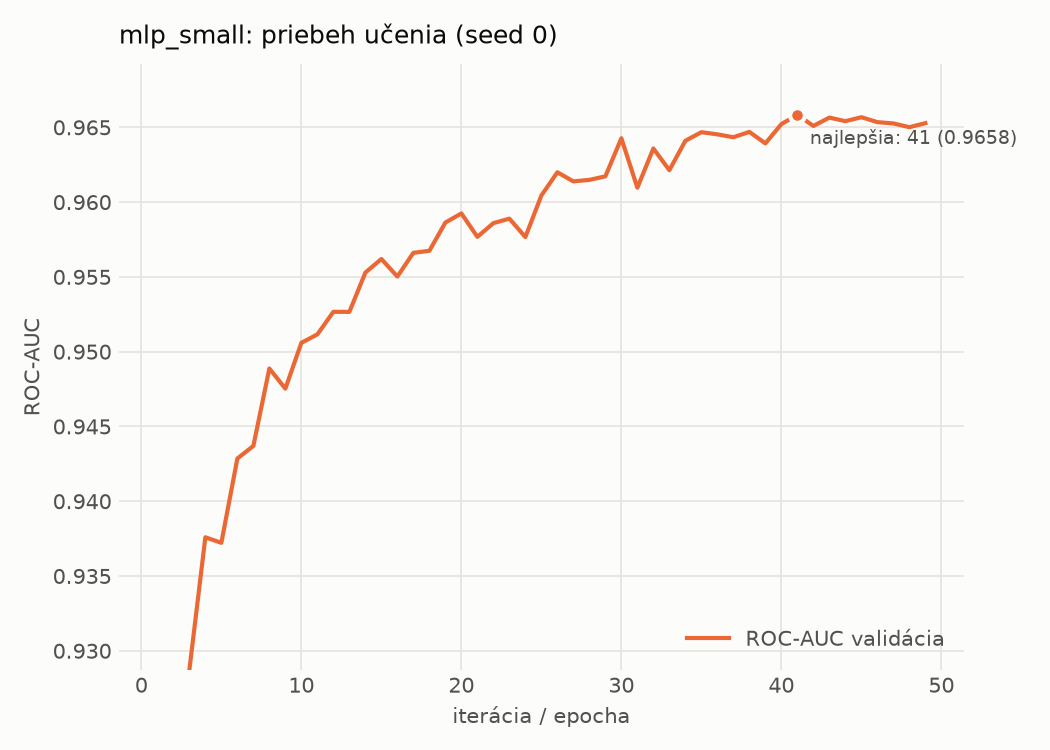 mlp_small: priebeh učenia (seed 0)
ROC-AUC
0.965
0.960
0.955
0.950
0.945
0.940
0.935
0.930
najlepšia: 41 (0.9658)
ROC-AUC validácia
0 10 20 30 40 50
iterácia / epocha